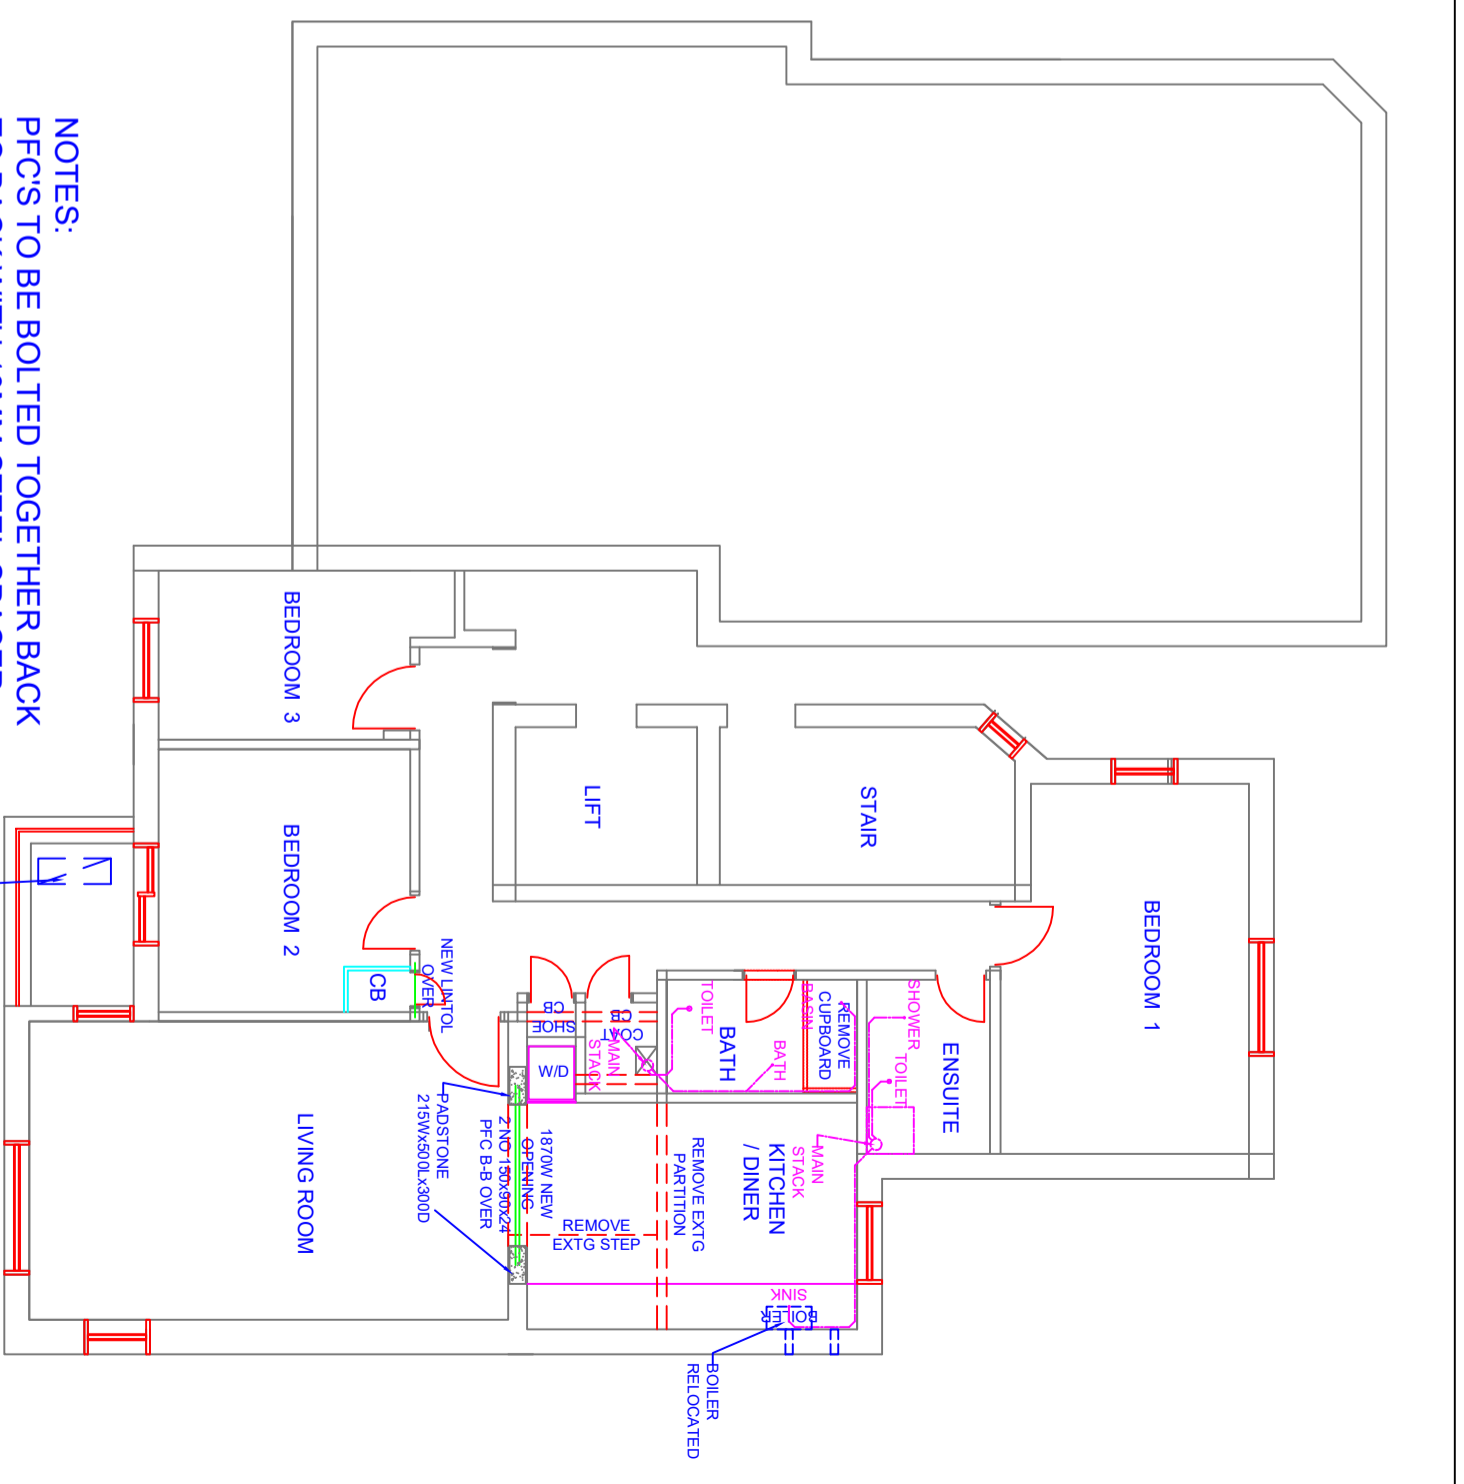 NOTES:
PFC'S TO BE BOLTED TOGETHER BACK
BEDROOM 3
BEDROOM 2
LIFT
STAIR
BEDROOM 1
CB
NEW LINTOL
OVER
SHOE
CB
COAT
CB
MAIN
STACK
W/D
TOILET
BATH
BATH
BASIN
REMOVE
CUPBOARD
SHOWER
TOILET
ENSUITE
MAIN
STACK
KITCHEN
/ DINER
REMOVE EXTG
PARTITION
1870W NEW
OPENING
2 NO 150x90x24
PFC B-B OVER
PADSTONE
215Wx500Lx300D
REMOVE
EXTG STEP
LIVING ROOM
SINK
BOILER
BOILER
RELOCATED